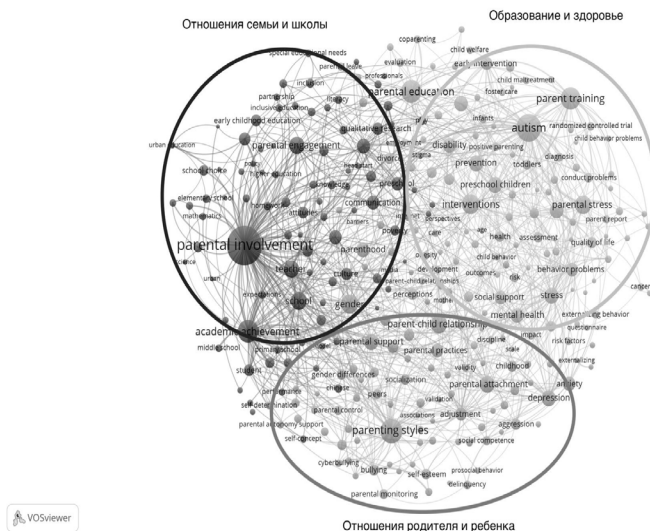 Образование и здоровье
Отношения семьи и школы
coparenting
child welfare
special educational needs
evaluation
early intervention
parental leave
professionals
child maltreatment
inclusion
parental education
foster care
partnership
literacy
parent training
inclusive education
infants
early childhood education
autism
randomized controlled trial
qualitative research
child behavior problems
urban education
parental engagement
disability
positive parenting
stigma
divorce
diagnosis
policy
headstart
prevention
toddlers
school choice
higher education
conduct problems
knowledge
preschool
preschool children
elementary school
homework
communication
interventions
parental stress
mathematics
attitudes
parent report
barriers
perspectives
poverty
care
age
health
assessment
quality of life
parental involvement
parenthood
child behavior
teacher
media
development
behavior problems
culture
outcomes
risk
urban
parent-child relationships
cancer
expectations
perceptions
social support
stress
school
gender
mental health
externalizing behavior
parent-child relationship
questionnaire
academic achievement
impact
risk factors
parental support
discipline
middle school
primary school
parental practices
scale
externalizing
validity
childhood
student
gender differences
socialization
parental attachment
anxiety
chinese
peers
performance
validation
depression
self-determination
parental control
associations
adjustment
parental autonomy support
aggression
parenting styles
self-concept
social competence
cyberbullying
bullying
self-esteem
prosocial behavior
delinquency
parental monitoring
VOSviewer
Отношения родителя и ребенка